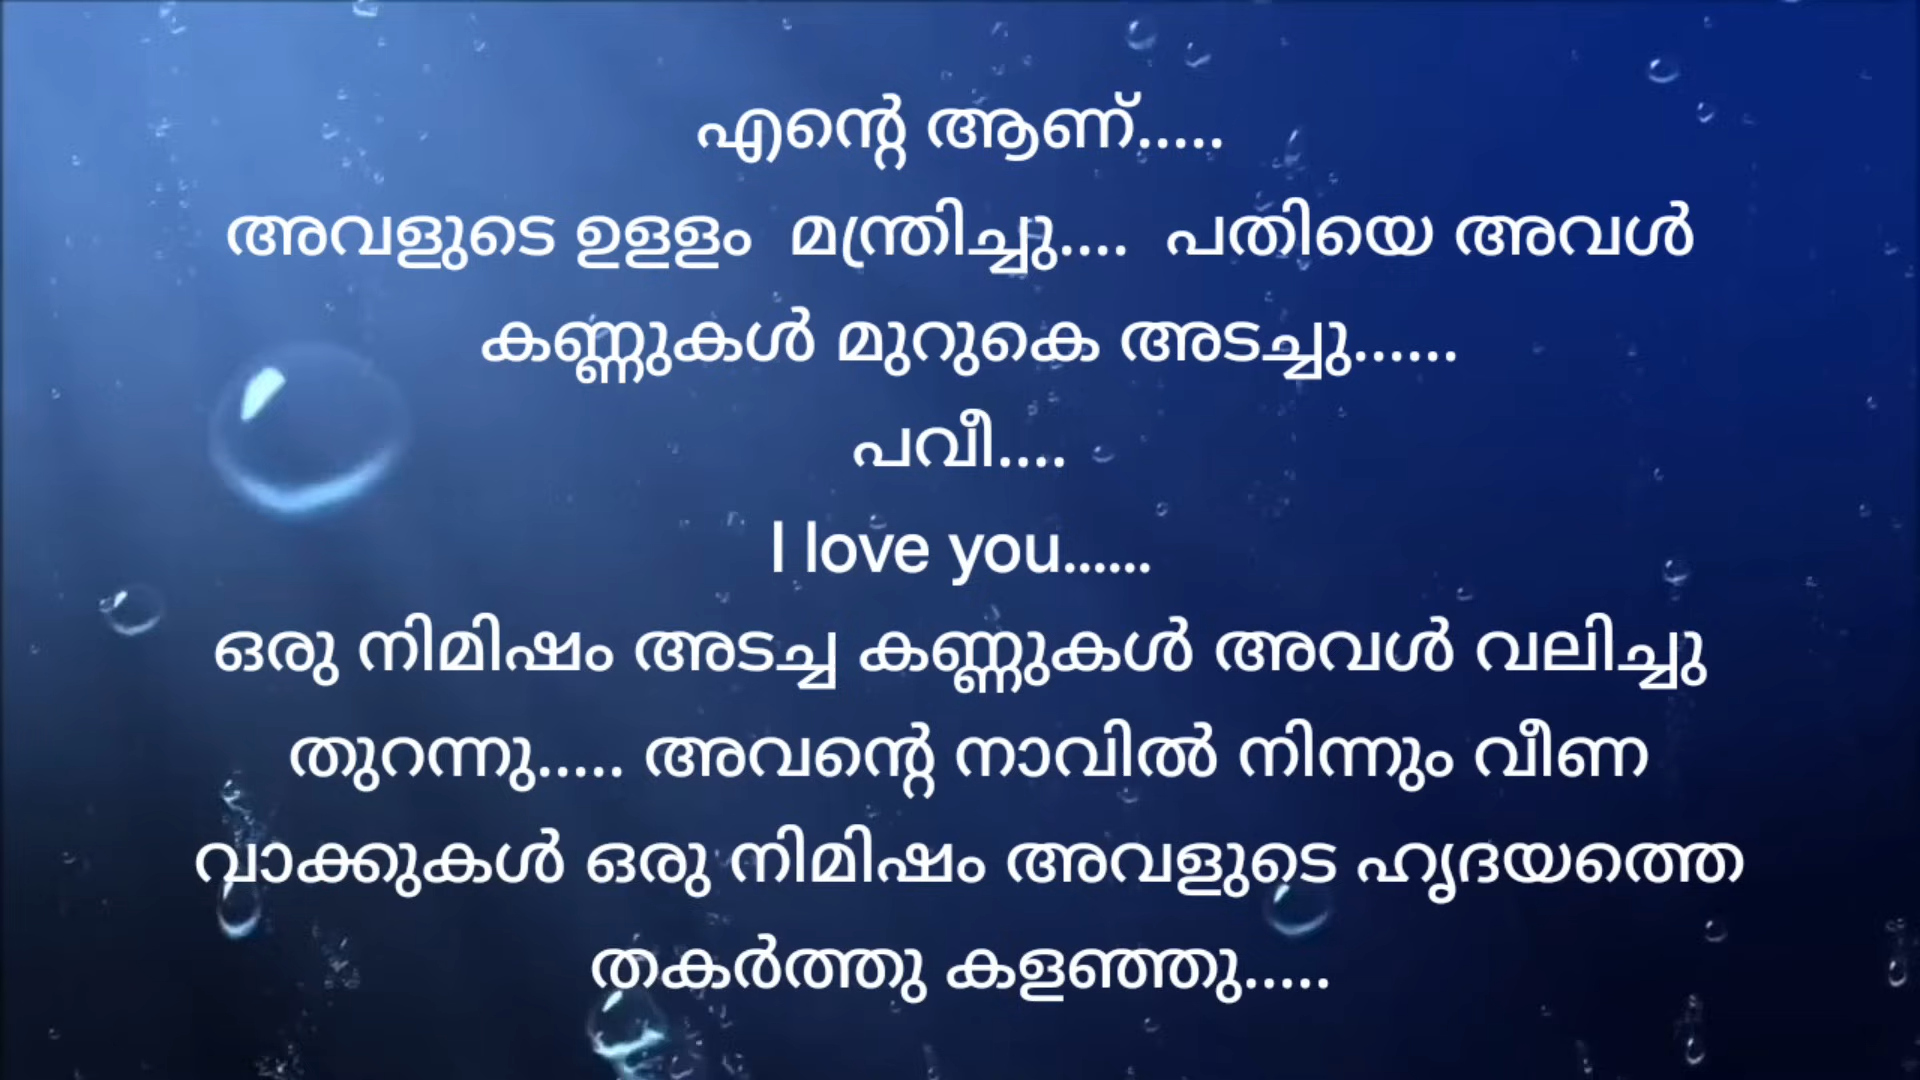 എന്റെ ആണ്.....
അവളുടെ ഉളളം മന്ത്രിച്ചു.... പതിയെ അവൾ
കണ്ണുകൾ മുറുകെ അടച്ചു......
പവീ....
I love you......
ഒരു നിമിഷം അടച്ച കണ്ണുകൾ അവൾ വലിച്ചു
തുറന്നു..... അവന്റെ നാവിൽ നിന്നും വീണ
വാക്കുകൾ ഒരു നിമിഷം അവളുടെ ഹൃദയത്തെ
തകർത്തു കളഞ്ഞു.....